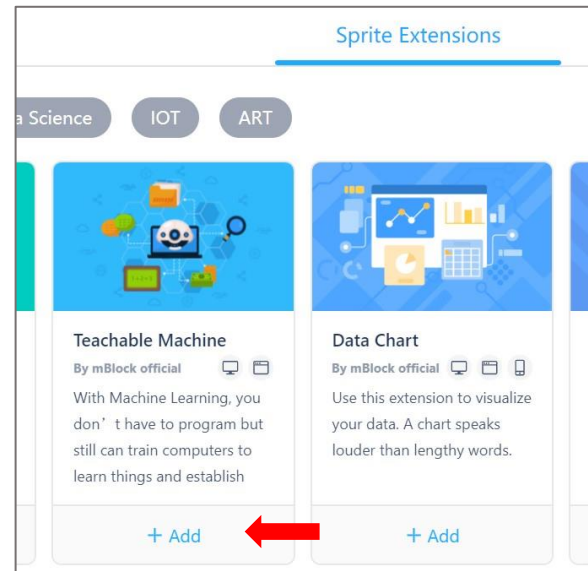 Sprite Extensions
a Science
IOT
ART
Teachable Machine
By mBlock official
With Machine Learning, you
don’t have to program but
still can train computers to
learn things and establish
+ Add
Data Chart
By mBlock official
Use this extension to visualize
your data. A chart speaks
louder than lengthy words.
+ Add